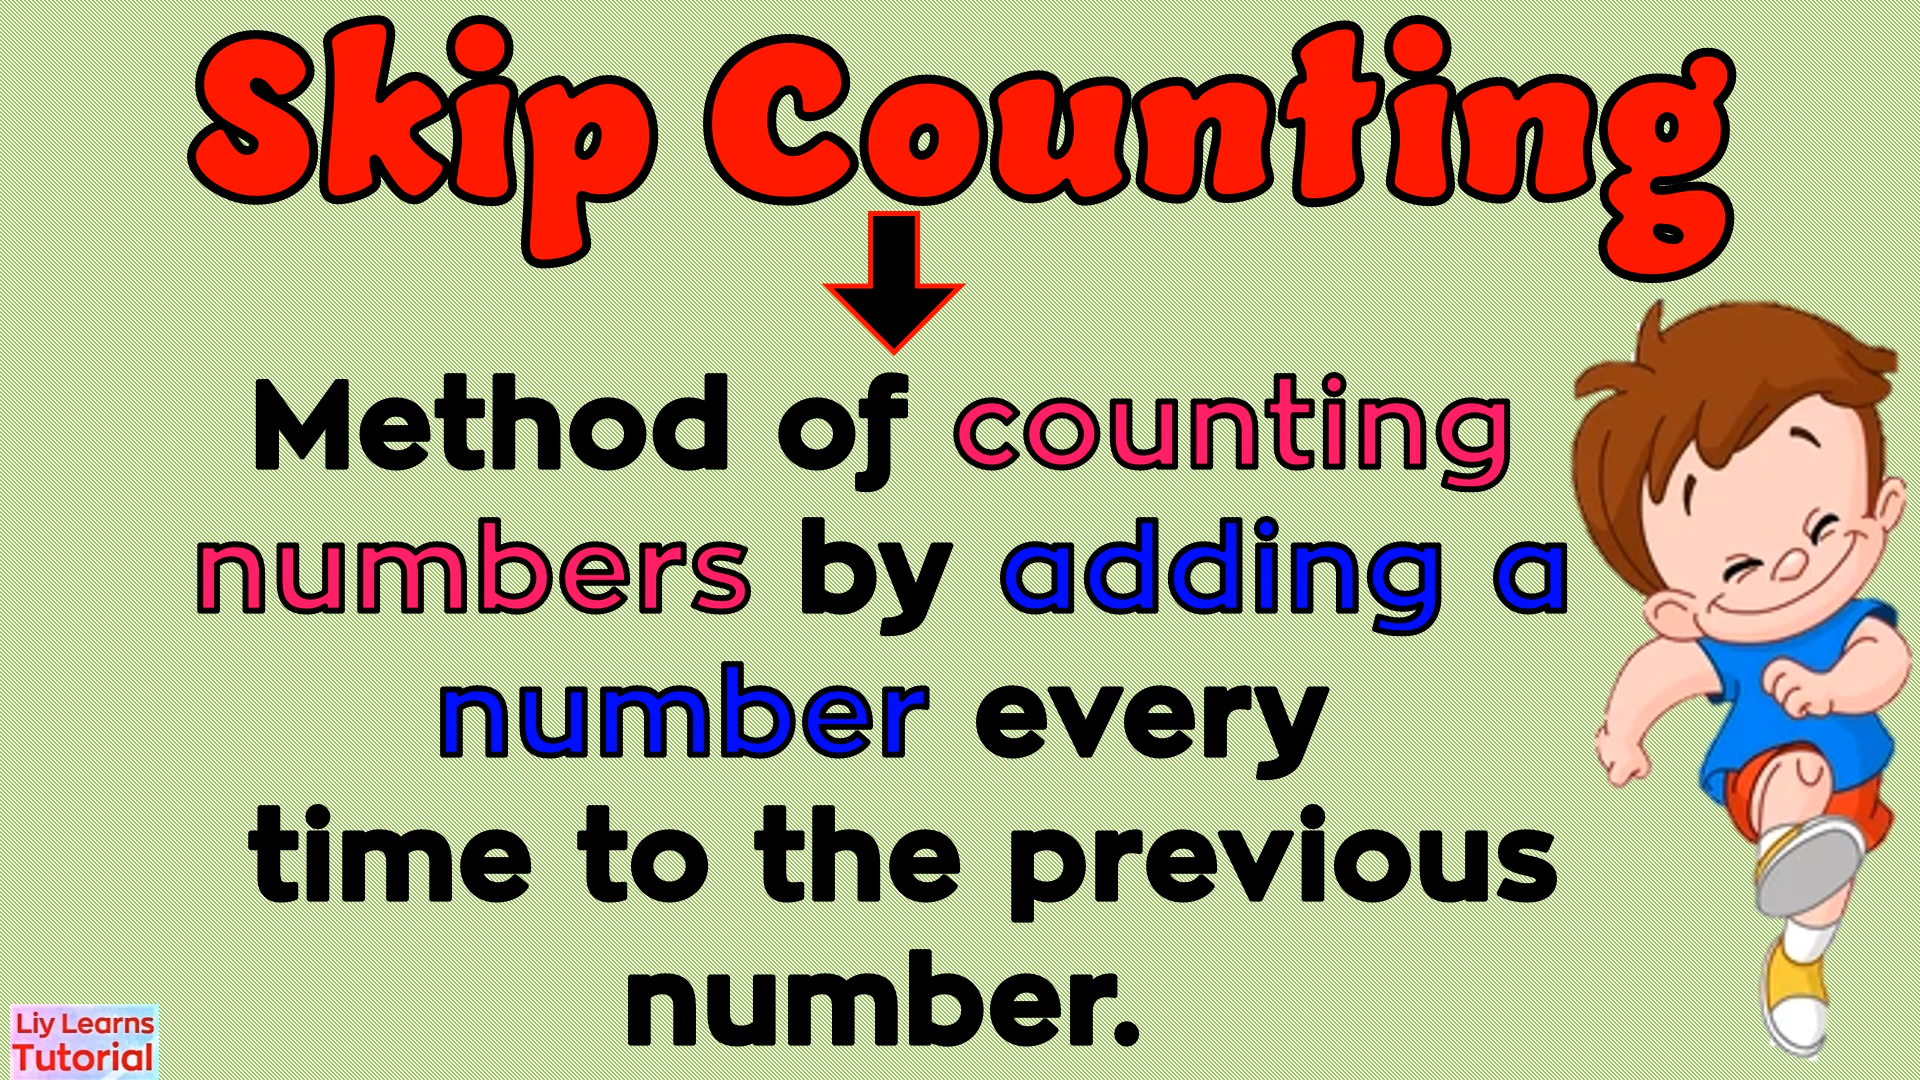 Skip Counting
Method of counting
numbers by adding a
number every
time to the previous
number.
Liy Learns
Tutorial